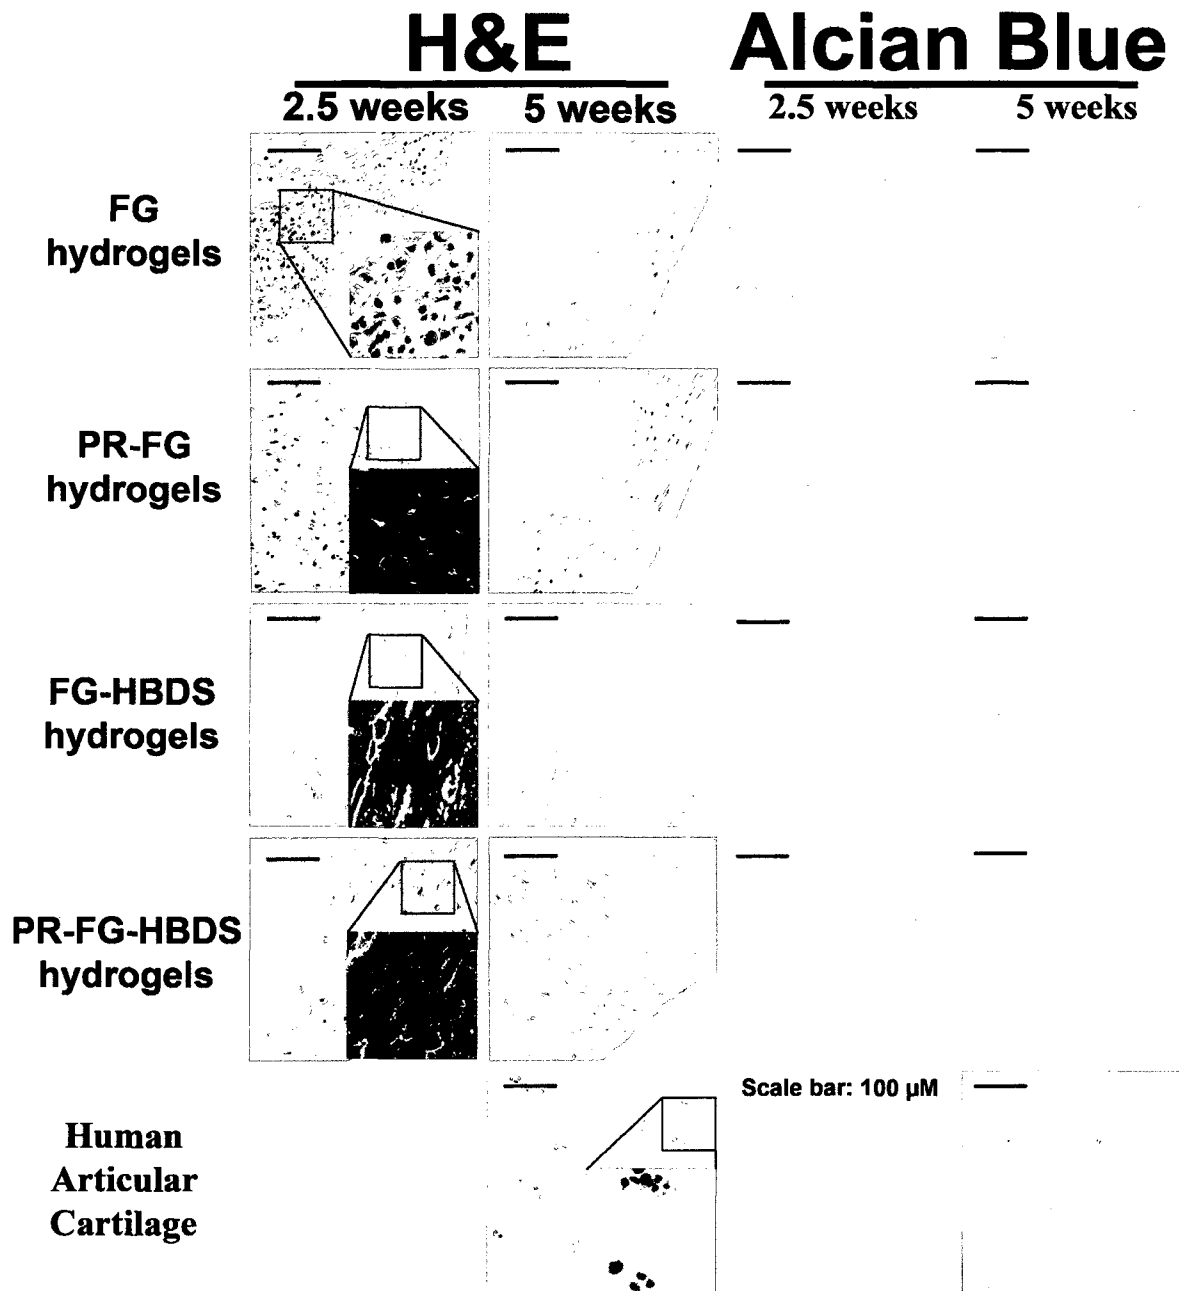 H&E
Alcian Blue
2.5 weeks
5 weeks
2.5 weeks
5 weeks
FG
hydrogels
PR-FG
hydrogels
FG-HBDS
hydrogels
PR-FG-HBDS
hydrogels
Human
Articular
Cartilage
Scale bar: 100 µM